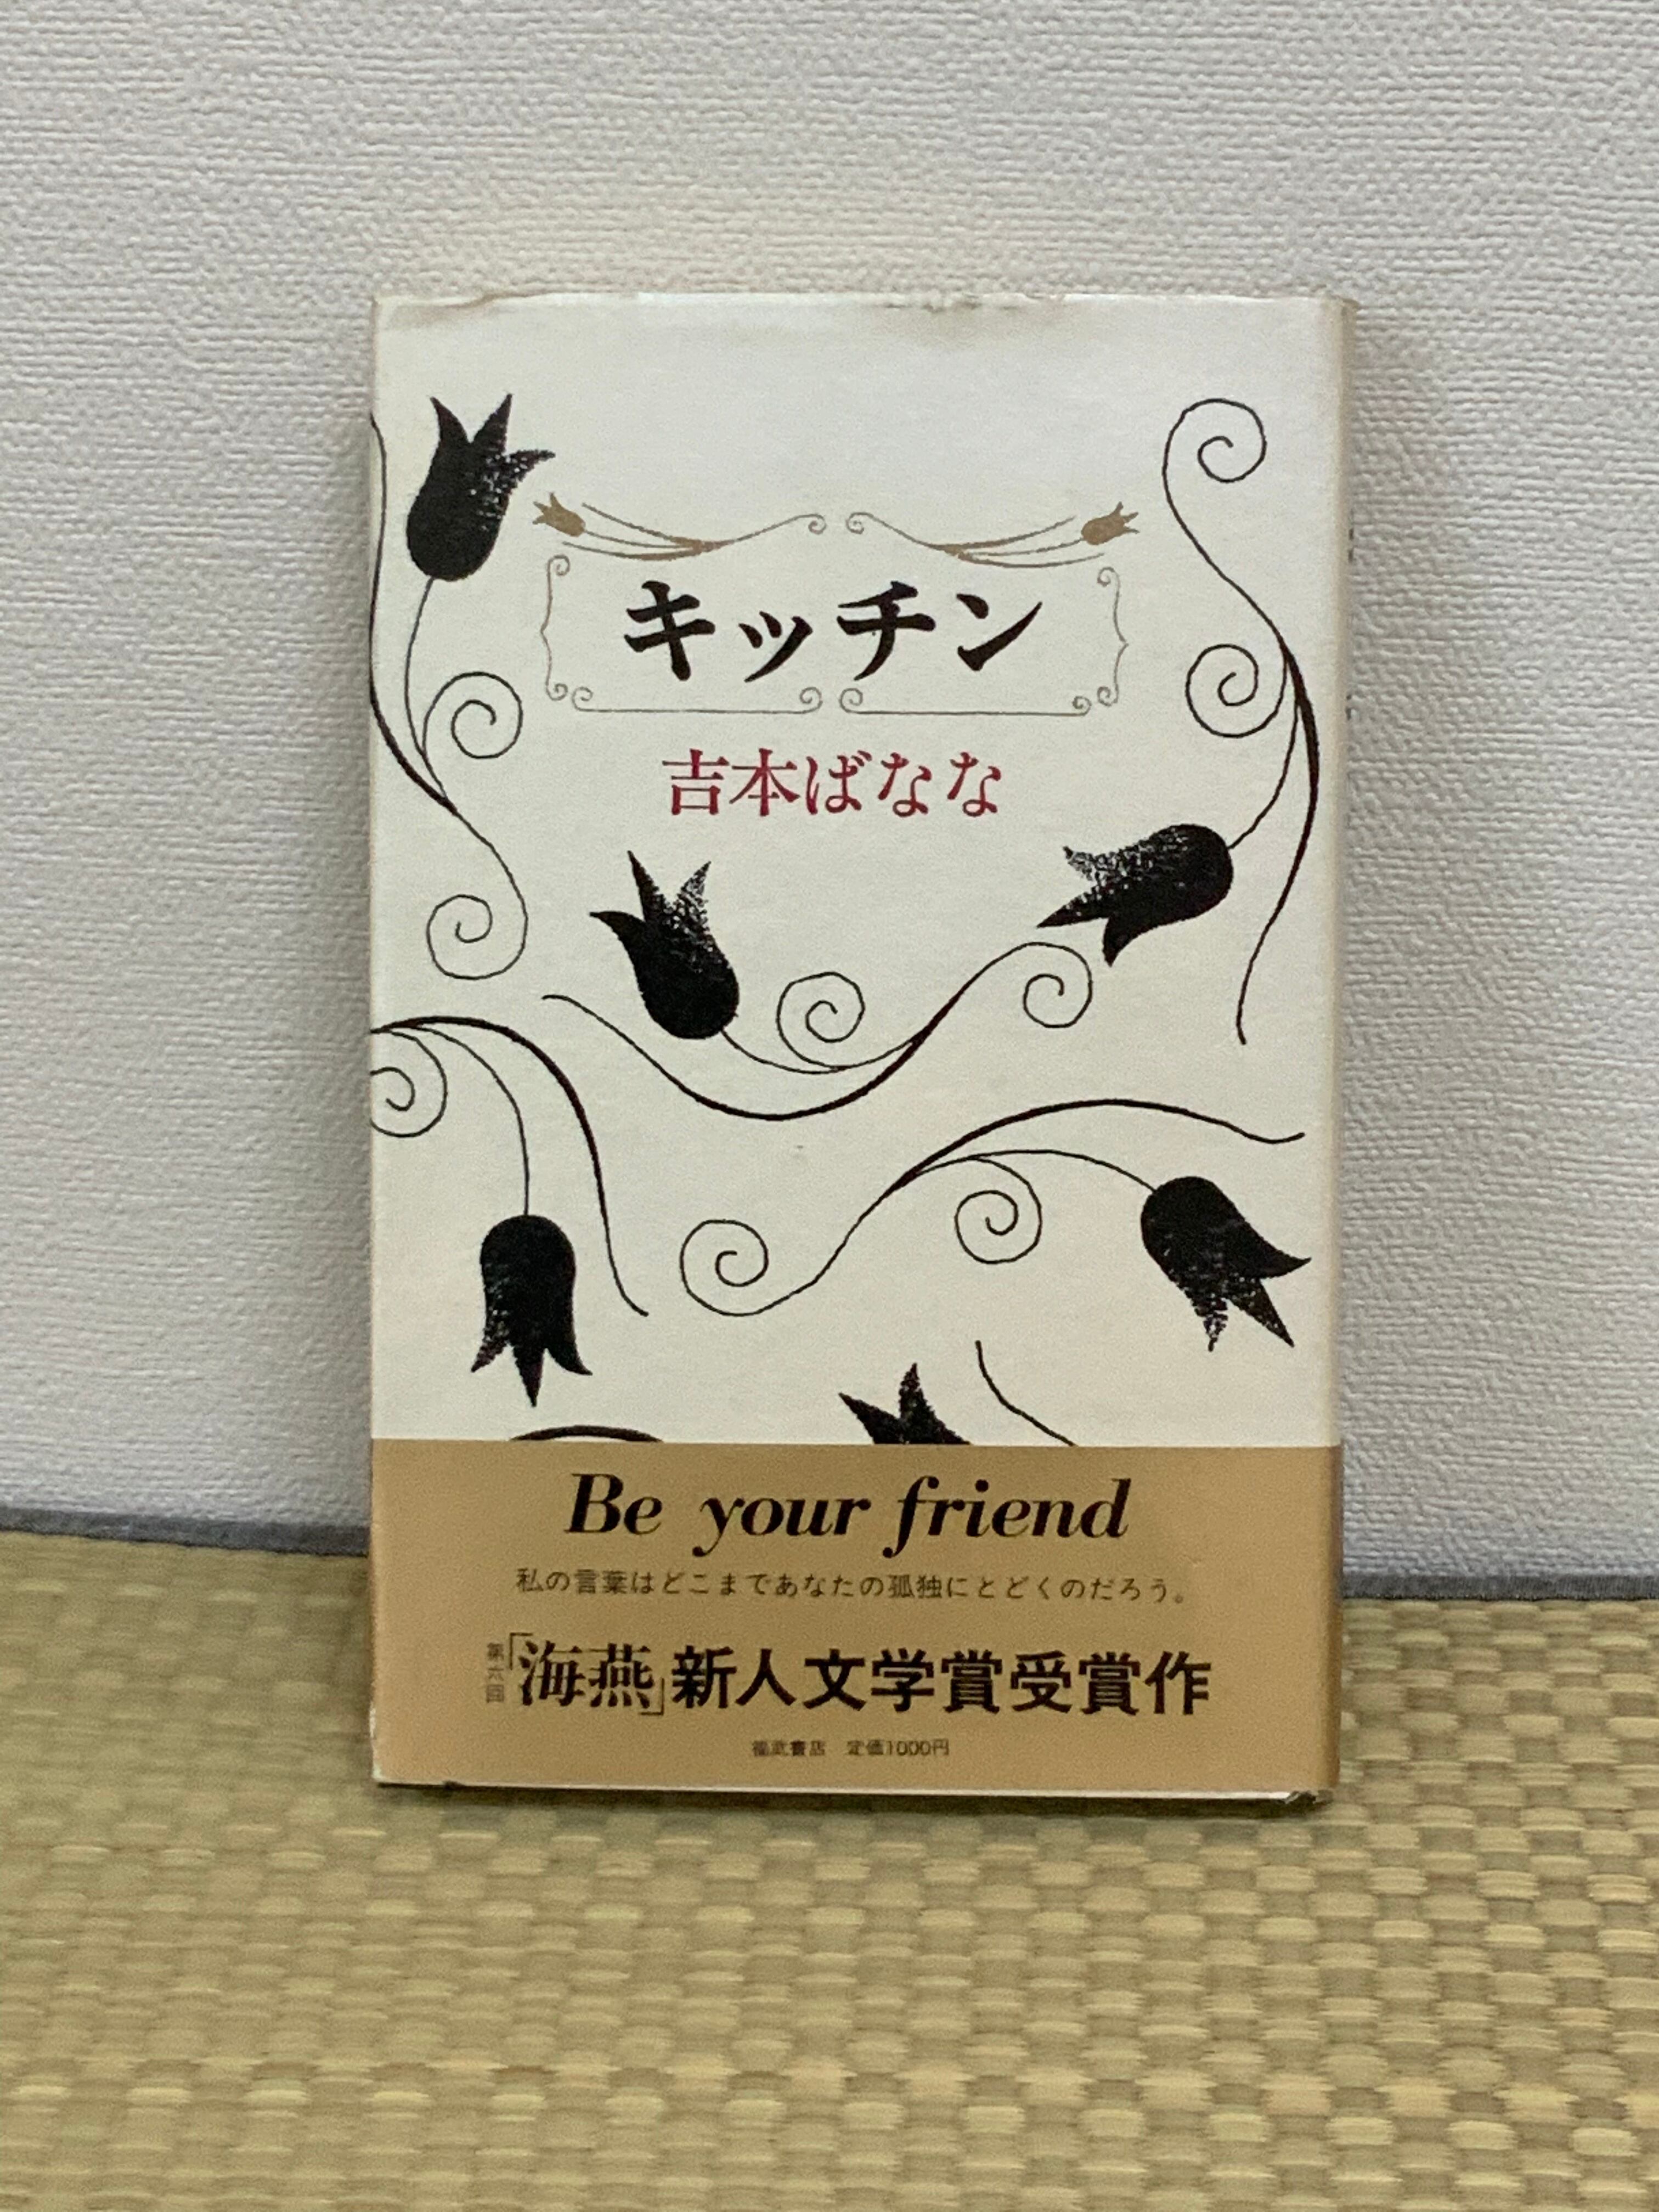 キッチン
吉本ばなな
Be your friend
私の言葉はどこまであなたの孤独にとどくのだろう。
第六回「海燕」新人文学賞受賞作
福武書店 定価1000円